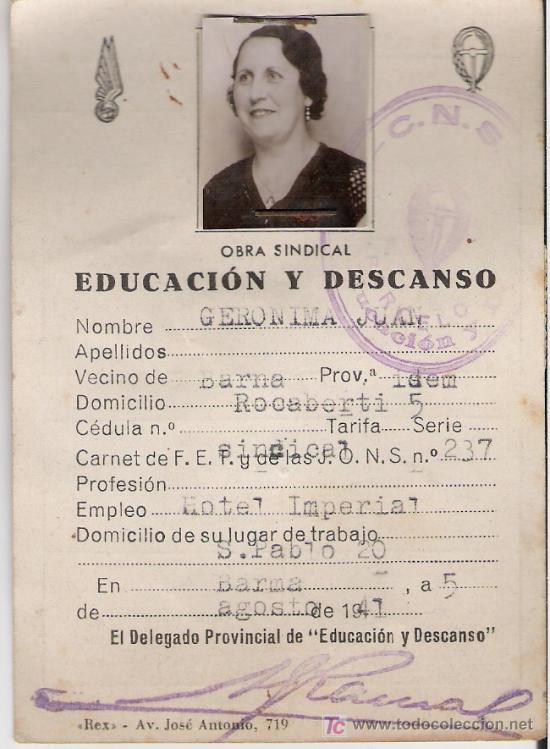 C.N.S.
OBRA SINDICAL
EDUCACIÓN Y DESCANSO
Nombre GERONIMA JUAN
Apellidos
Vecino de Barna Prov.ª idem
Domicilio Rocaberti 5
Cédula n.º Tarifa Serie
sindical
Carnet de F. E. T. y de las J. O. N. S. n.º 237
Profesión
Empleo Hotel Imperial
Domicilio de su lugar de trabajo
S. Pablo 20
En Barma, a 5
de agosto de 1941
El Delegado Provincial de "Educación y Descanso"
«Rex» - Av. José Antonio, 719
TC www.todocoleccion.net